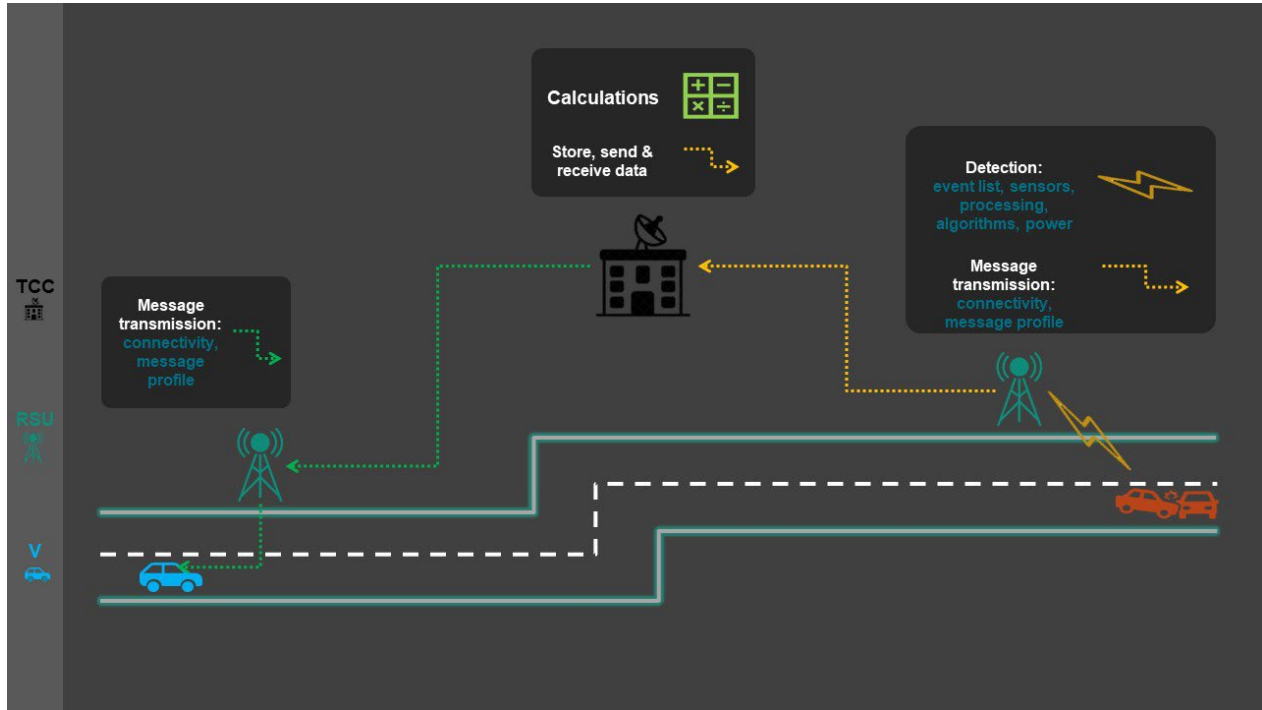 Calculations
Store, send &
receive data
Detection:
event list, sensors,
processing,
algorithms, power
Message
transmission:
connectivity,
message profile
TCC
Message
transmission:
connectivity,
message
profile
RSU
V